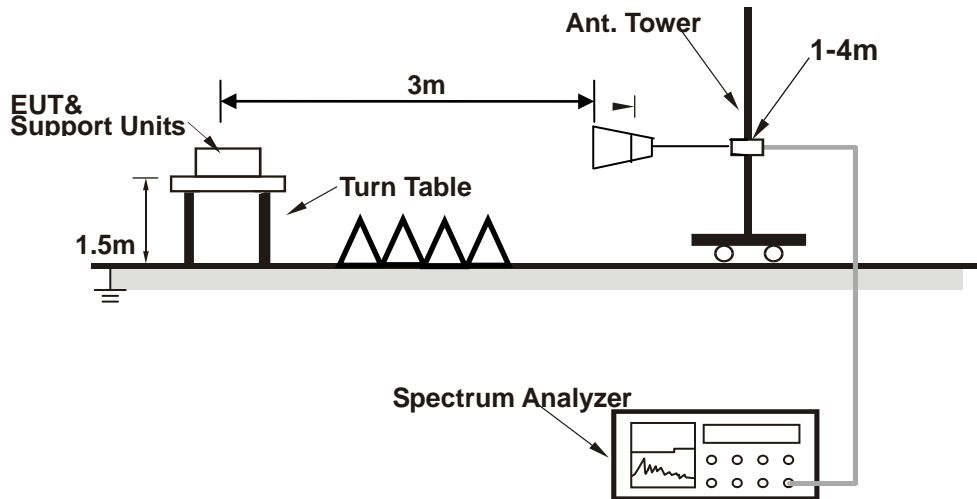 Ant. Tower
1-4m
3m
EUT&
Support Units
Turn Table
1.5m
Spectrum Analyzer